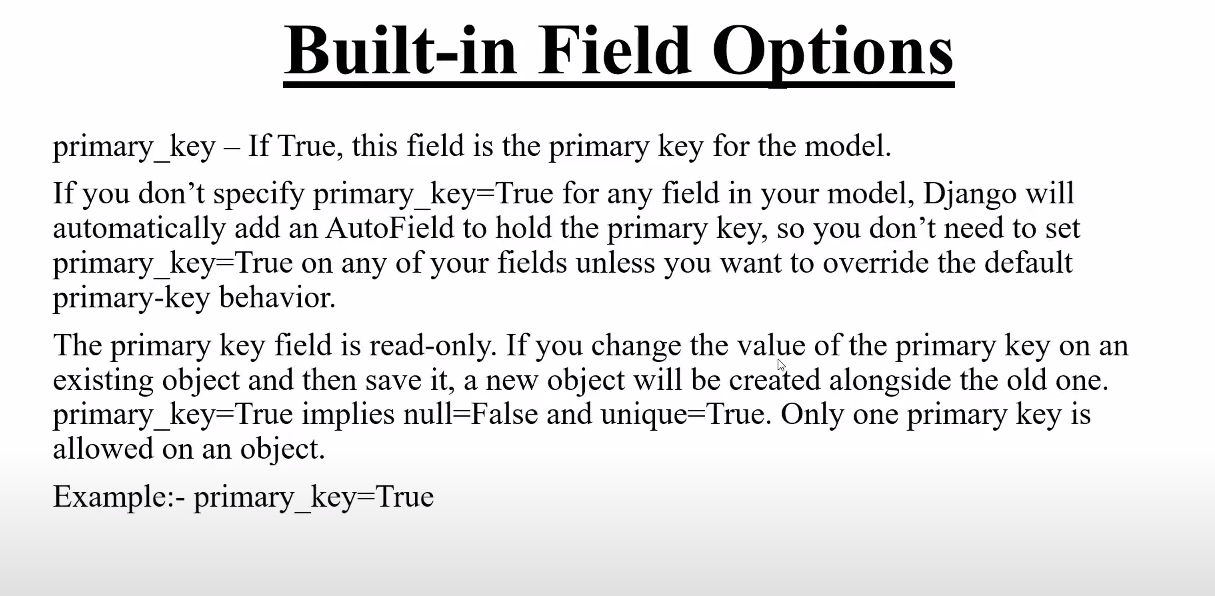 Built-in Field Options
primary_key – If True, this field is the primary key for the model.
If you don’t specify primary_key=True for any field in your model, Django will
automatically add an AutoField to hold the primary key, so you don’t need to set
primary_key=True on any of your fields unless you want to override the default
primary-key behavior.
The primary key field is read-only. If you change the value of the primary key on an
existing object and then save it, a new object will be created alongside the old one.
primary_key=True implies null=False and unique=True. Only one primary key is
allowed on an object.
Example:- primary_key=True